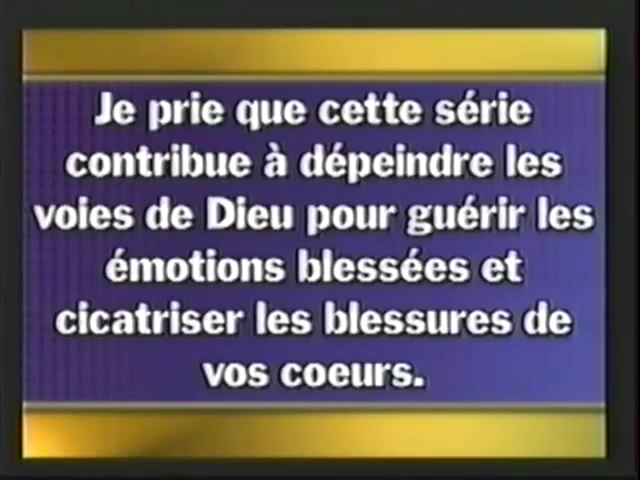 Je prie que cette série
contribue à dépeindre les
voies de Dieu pour guérir les
émotions blessées et
cicatriser les blessures de
vos coeurs.